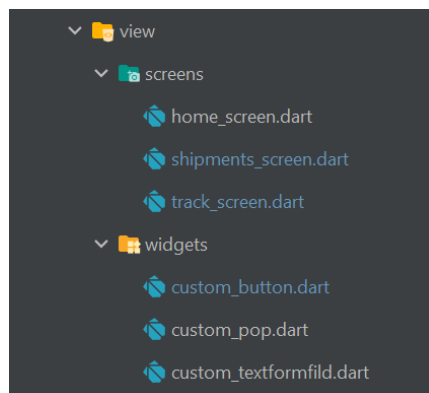 view
screens
home_screen.dart
shipments_screen.dart
track_screen.dart
widgets
custom_button.dart
custom_pop.dart
custom_textformfild.dart